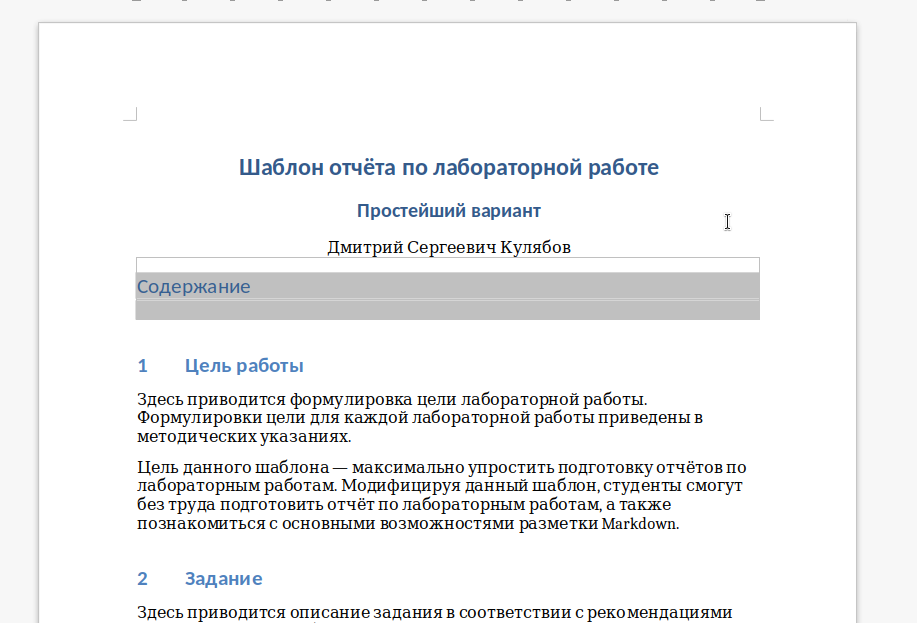 Шаблон отчёта по лабораторной работе
Простейший вариант
Дмитрий Сергеевич Кулябов
Содержание
1 Цель работы
Здесь приводится формулировка цели лабораторной работы.
Формулировки цели для каждой лабораторной работы приведены в
методических указаниях.
Цель данного шаблона — максимально упростить подготовку отчётов по
лабораторным работам. Модифицируя данный шаблон, студенты смогут
без труда подготовить отчёт по лабораторным работам, а также
познакомиться с основными возможностями разметки Markdown.
2 Задание
Здесь приводится описание задания в соответствии с рекомендациями